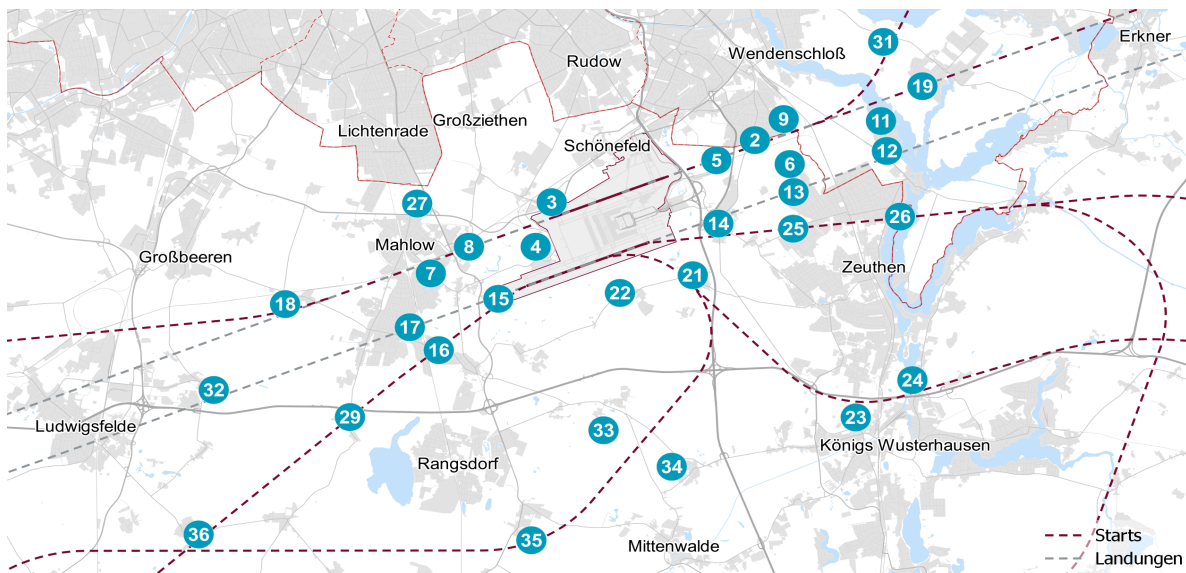 31
Erkner
Wendenschloß
Rudow
19
Großziethen
9
11
Lichtenrade
2
Schönefeld
12
5
6
13
27
3
26
14
25
8
4
Mahlow
Großbeeren
7
Zeuthen
21
22
15
18
17
16
24
32
29
23
Ludwigsfelde
33
Königs Wusterhausen
Rangsdorf
34
36
35
Starts
Mittenwalde
Landungen